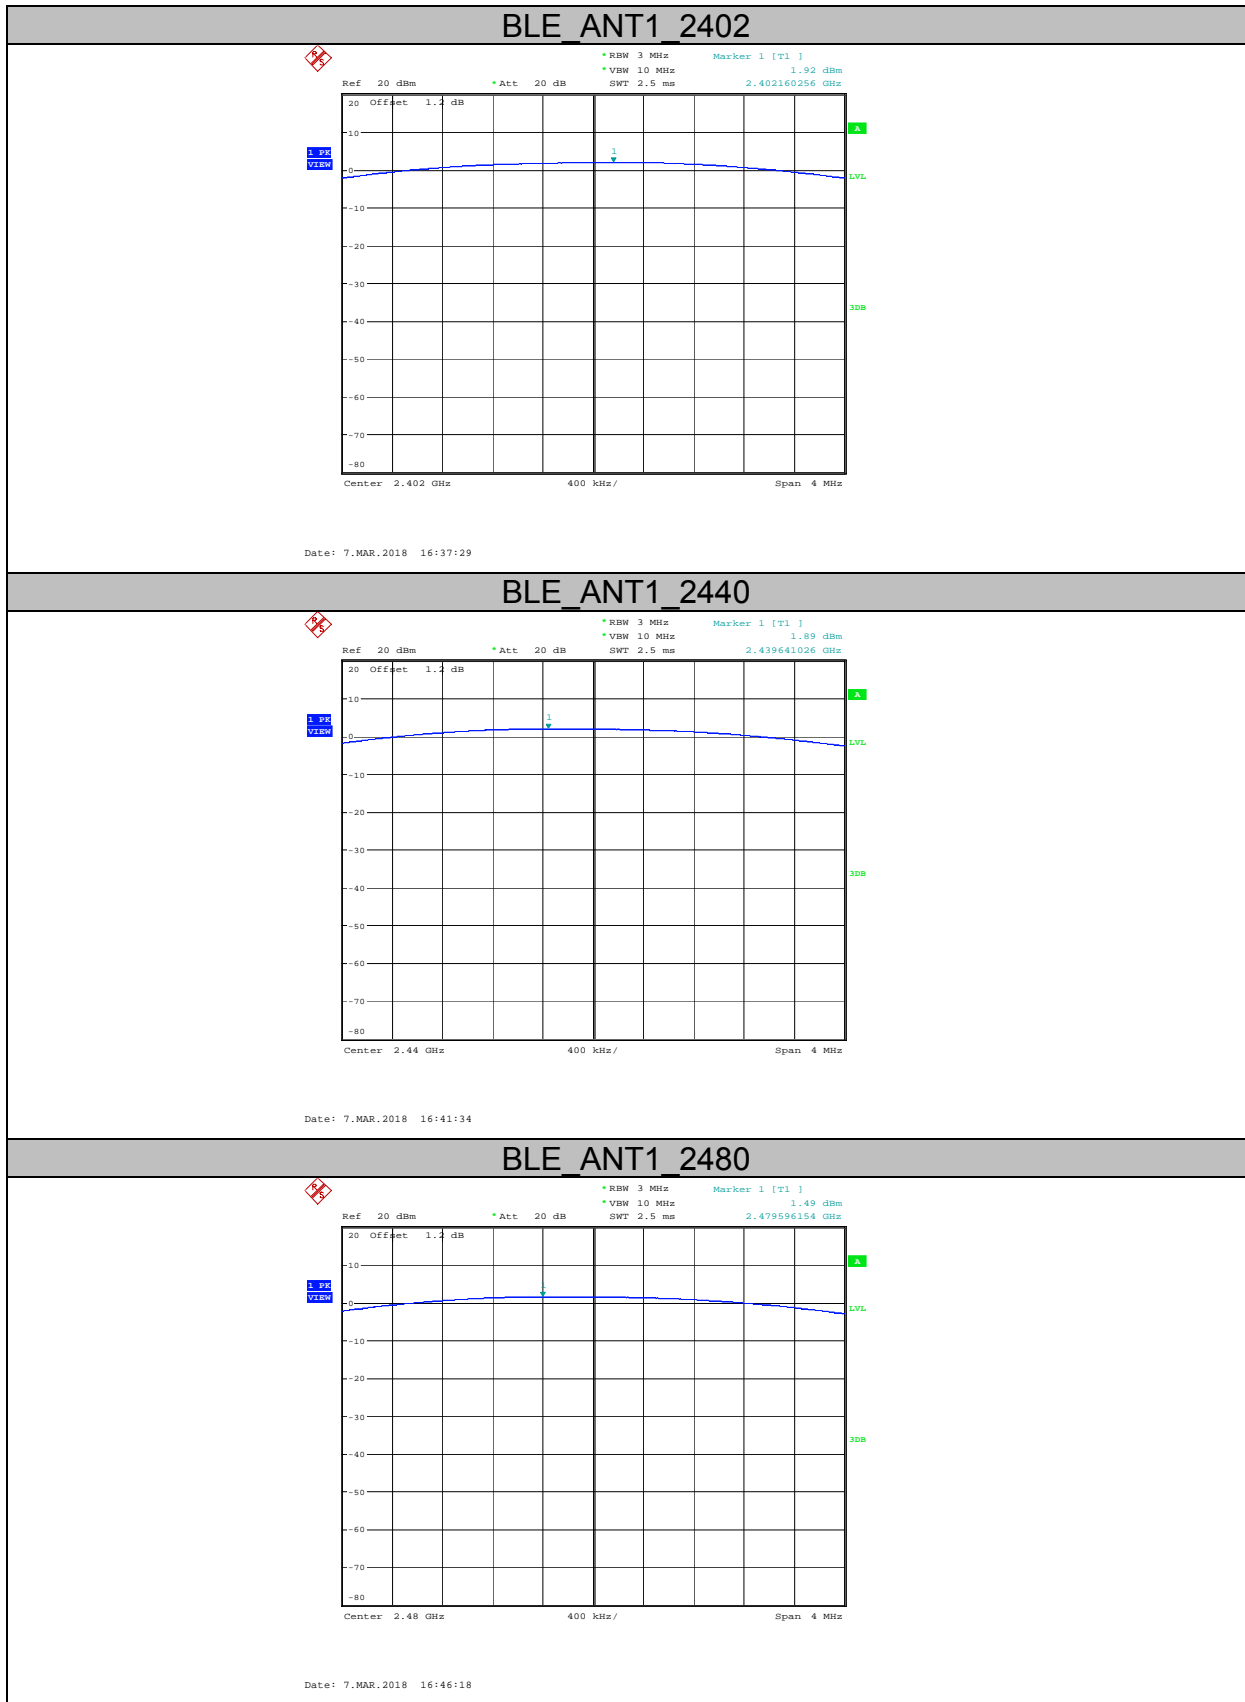 BLE_ANT1_2402
R S
* RBW 3 MHz Marker 1 [T1 ]
* VBW 10 MHz 1.92 dBm
Ref 20 dBm * Att 20 dB SWT 2.5 ms 2.402160256 GHz
20 Offset 1.2 dB
A
10
1 PK
VIEW
1
0
LVL
-10
-20
-30
3DB
-40
-50
-60
-70
-80
Center 2.402 GHz 400 kHz/ Span 4 MHz
Date: 7.MAR.2018 16:37:29
BLE_ANT1_2440
R S
* RBW 3 MHz Marker 1 [T1 ]
* VBW 10 MHz 1.89 dBm
Ref 20 dBm * Att 20 dB SWT 2.5 ms 2.439641026 GHz
20 Offset 1.2 dB
A
10
1 PK
VIEW
1
0
LVL
-10
-20
-30
3DB
-40
-50
-60
-70
-80
Center 2.44 GHz 400 kHz/ Span 4 MHz
Date: 7.MAR.2018 16:41:34
BLE_ANT1_2480
R S
* RBW 3 MHz Marker 1 [T1 ]
* VBW 10 MHz 1.49 dBm
Ref 20 dBm * Att 20 dB SWT 2.5 ms 2.479596154 GHz
20 Offset 1.2 dB
A
10
1 PK
VIEW
1
0
LVL
-10
-20
-30
3DB
-40
-50
-60
-70
-80
Center 2.48 GHz 400 kHz/ Span 4 MHz
Date: 7.MAR.2018 16:46:18